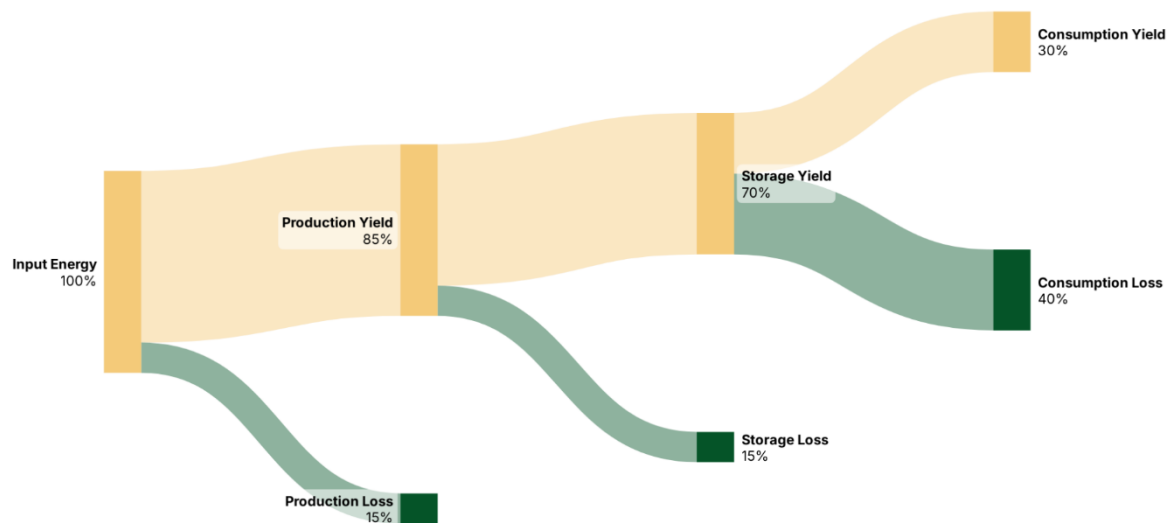 Consumption Yield
30%
Storage Yield
70%
Production Yield
85%
Input Energy
100%
Consumption Loss
40%
Storage Loss
15%
Production Loss
15%